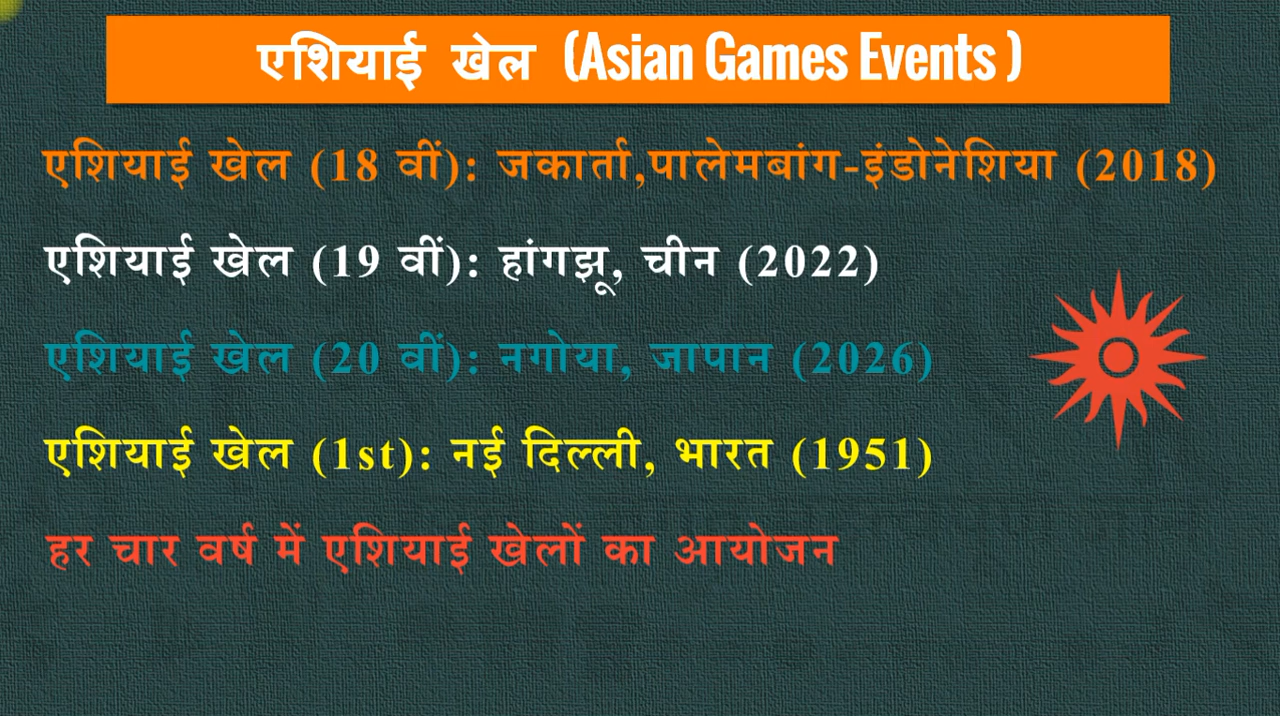 एशियाई खेल (Asian Games Events )
एशियाई खेल (18 वीं): जकार्ता,पालेमबांग-इंडोनेशिया (2018)
एशियाई खेल (19 वीं): हांगझू, चीन (2022)
एशियाई खेल (20 वीं): नगोया, जापान (2026)
एशियाई खेल (1st): नई दिल्ली, भारत (1951)
हर चार वर्ष में एशियाई खेलों का आयोजन